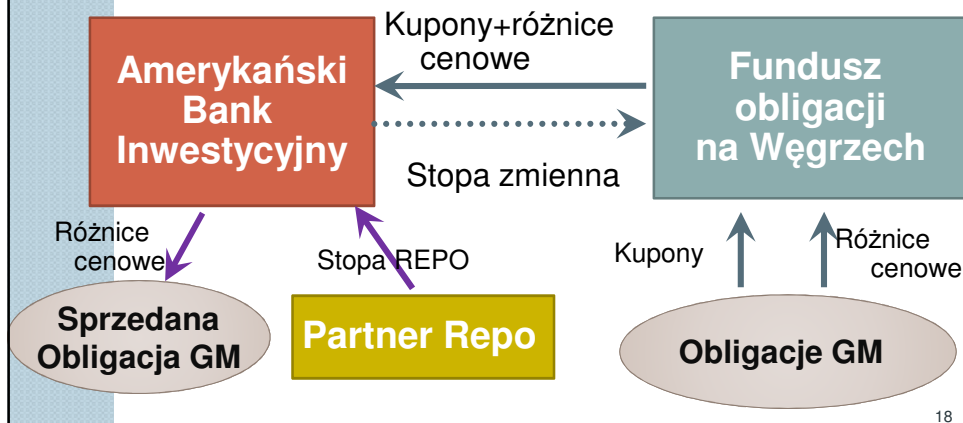 Kupony+różnice
cenowe
Amerykański
Bank
Inwestycyjny
Fundusz
obligacji
na Węgrzech
Stopa zmienna
Różnice
cenowe
Stopa REPO
Kupony
Różnice
cenowe
Sprzedana
Obligacja GM
Partner Repo
Obligacje GM
18